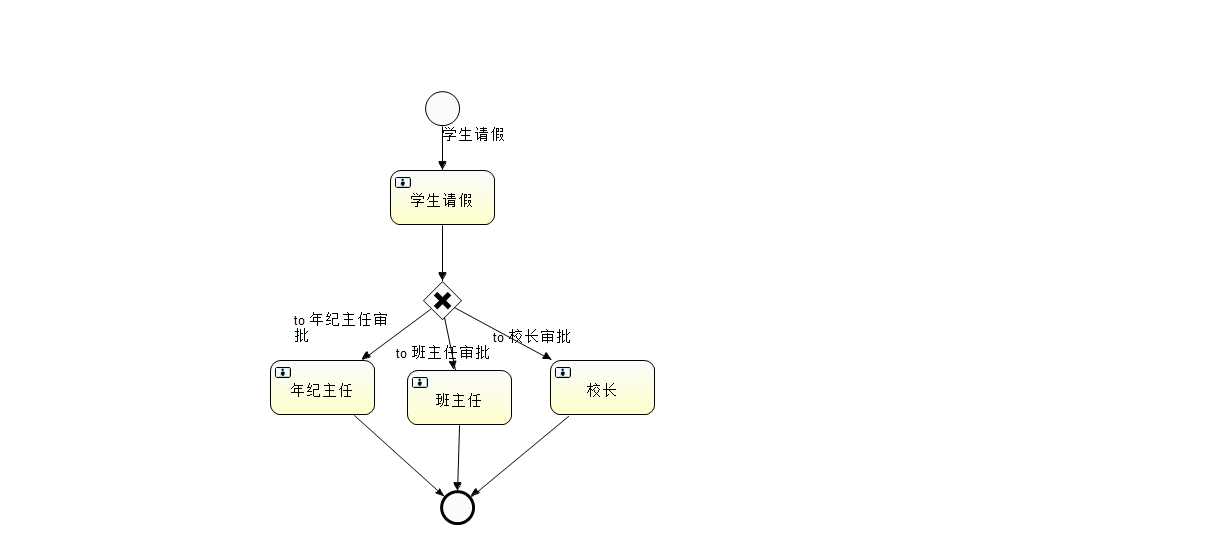 学生请假
学生请假
to 年纪主任审
批
to 校长审批
to 班主任审批
年纪主任
班主任
校长